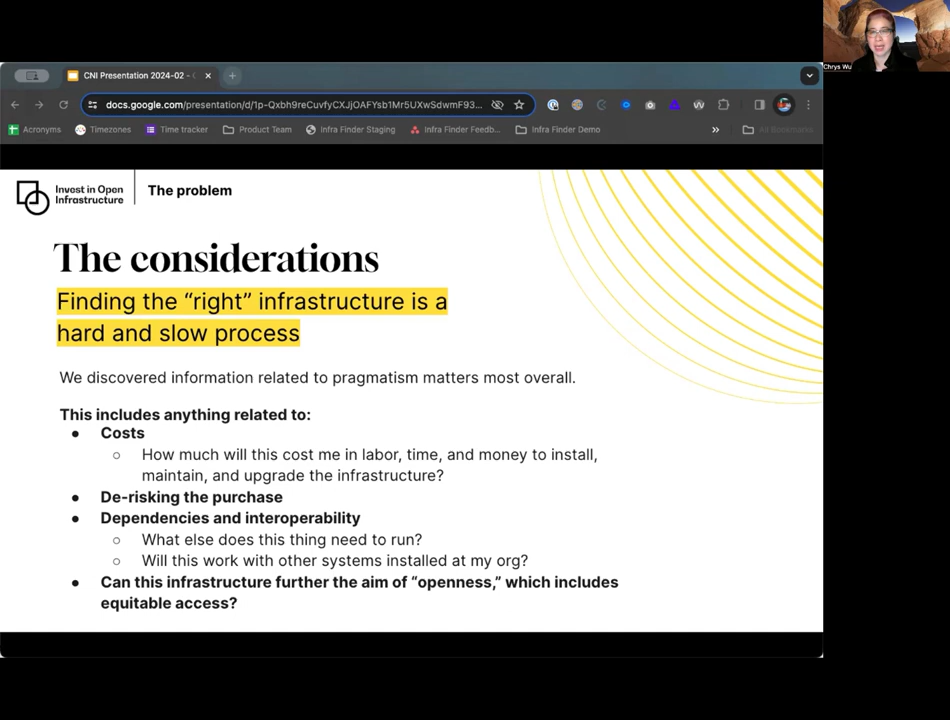 Chrys Wu
CNI Presentation 2024-02 -
docs.google.com/presentation/d/1p-Qxbh9reCuvfyCXJjOAFYsb1Mr5UXwSdwmF93...
Acronyms Timezones Time tracker Product Team Infra Finder Staging Infra Finder Feedb... Infra Finder Demo » All Bookmarks
Invest in Open
Infrastructure
The problem
The considerations
Finding the “right” infrastructure is a
hard and slow process
We discovered information related to pragmatism matters most overall.
This includes anything related to:
● Costs
○ How much will this cost me in labor, time, and money to install,
maintain, and upgrade the infrastructure?
● De-risking the purchase
● Dependencies and interoperability
○ What else does this thing need to run?
○ Will this work with other systems installed at my org?
● Can this infrastructure further the aim of “openness,” which includes
equitable access?